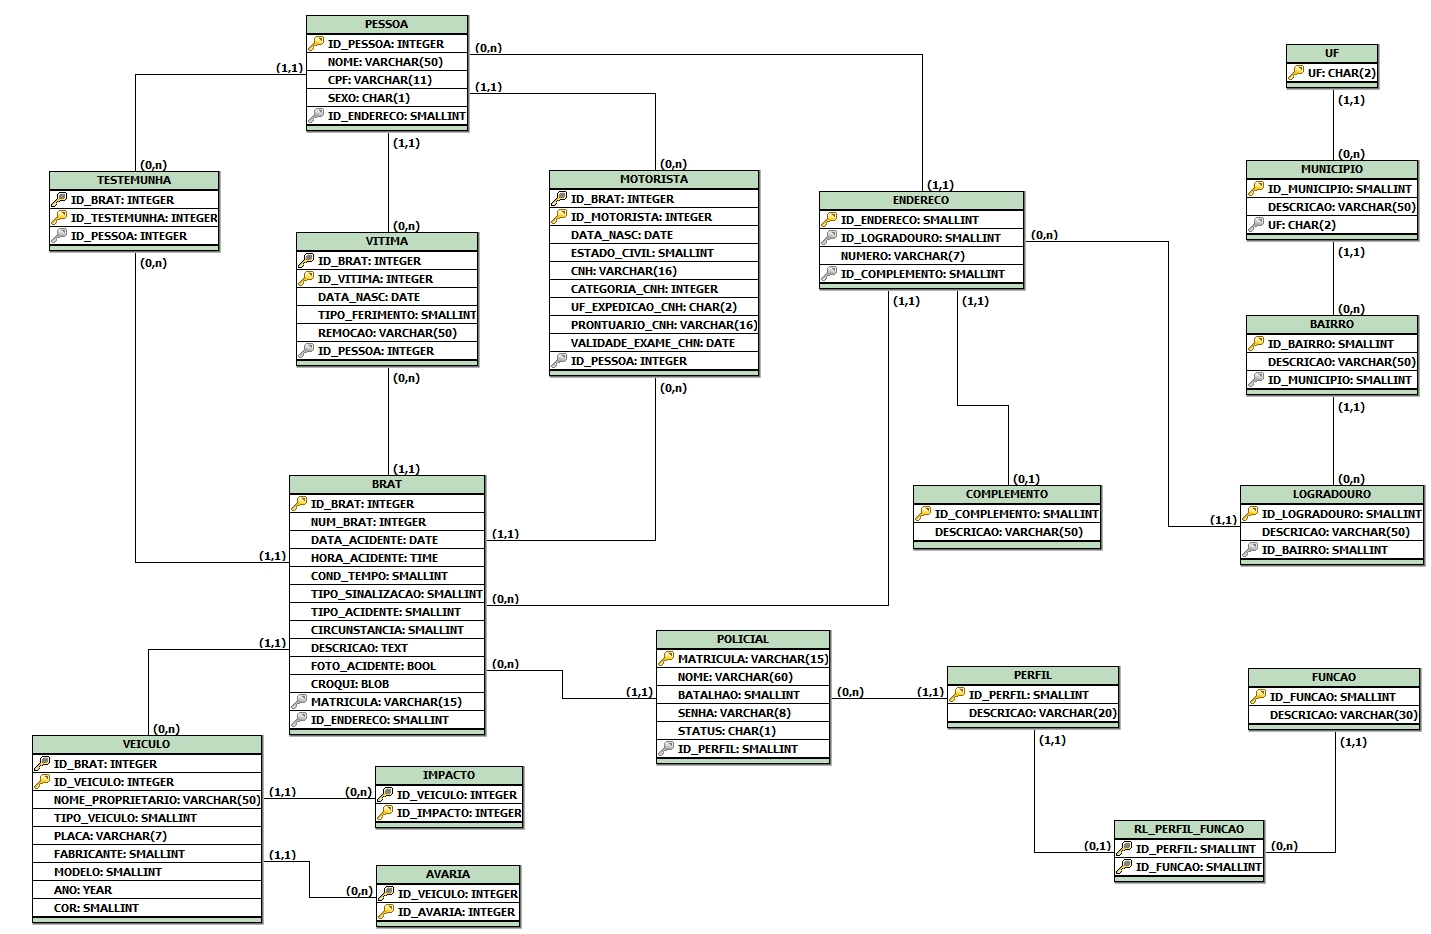 PESSOA
ID_PESSOA: INTEGER
NOME: VARCHAR(50)
CPF: VARCHAR(11)
SEXO: CHAR(1)
ID_ENDERECO: SMALLINT
(1,1)
(0,n)
(1,1)
(1,1)
UF
UF: CHAR(2)
(1,1)
(0,n)
MUNICIPIO
ID_MUNICIPIO: SMALLINT
DESCRICAO: VARCHAR(50)
UF: CHAR(2)
(1,1)
(0,n)
TESTEMUNHA
ID_BRAT: INTEGER
ID_TESTEMUNHA: INTEGER
ID_PESSOA: INTEGER
(0,n)
(0,n)
VITIMA
ID_BRAT: INTEGER
ID_VITIMA: INTEGER
DATA_NASC: DATE
TIPO_FERIMENTO: SMALLINT
REMOCAO: VARCHAR(50)
ID_PESSOA: INTEGER
(0,n)
(0,n)
MOTORISTA
ID_BRAT: INTEGER
ID_MOTORISTA: INTEGER
DATA_NASC: DATE
ESTADO_CIVIL: SMALLINT
CNH: VARCHAR(16)
CATEGORIA_CNH: INTEGER
UF_EXPEDICAO_CNH: CHAR(2)
PRONTUARIO_CNH: VARCHAR(16)
VALIDADE_EXAME_CHN: DATE
ID_PESSOA: INTEGER
(0,n)
(1,1)
ENDERECO
ID_ENDERECO: SMALLINT
ID_LOGRADOURO: SMALLINT
NUMERO: VARCHAR(7)
ID_COMPLEMENTO: SMALLINT
(0,n)
(1,1)
(1,1)
(0,n)
BAIRRO
ID_BAIRRO: SMALLINT
DESCRICAO: VARCHAR(50)
ID_MUNICIPIO: SMALLINT
(1,1)
(0,1)
COMPLEMENTO
ID_COMPLEMENTO: SMALLINT
DESCRICAO: VARCHAR(50)
(0,n)
LOGRADOURO
ID_LOGRADOURO: SMALLINT
DESCRICAO: VARCHAR(50)
ID_BAIRRO: SMALLINT
(1,1)
(1,1)
BRAT
ID_BRAT: INTEGER
NUM_BRAT: INTEGER
DATA_ACIDENTE: DATE
HORA_ACIDENTE: TIME
COND_TEMPO: SMALLINT
TIPO_SINALIZACAO: SMALLINT
TIPO_ACIDENTE: SMALLINT
CIRCUNSTANCIA: SMALLINT
DESCRICAO: TEXT
FOTO_ACIDENTE: BOOL
CROQUI: BLOB
MATRICULA: VARCHAR(15)
ID_ENDERECO: SMALLINT
(1,1)
(1,1)
(0,n)
(1,1)
(0,n)
(1,1)
POLICIAL
MATRICULA: VARCHAR(15)
NOME: VARCHAR(60)
BATALHAO: SMALLINT
SENHA: VARCHAR(8)
STATUS: CHAR(1)
ID_PERFIL: SMALLINT
(0,n)
(1,1)
PERFIL
ID_PERFIL: SMALLINT
DESCRICAO: VARCHAR(20)
(1,1)
FUNCAO
ID_FUNCAO: SMALLINT
DESCRICAO: VARCHAR(30)
(1,1)
(0,n)
VEICULO
ID_BRAT: INTEGER
ID_VEICULO: INTEGER
NOME_PROPRIETARIO: VARCHAR(50)
TIPO_VEICULO: SMALLINT
PLACA: VARCHAR(7)
FABRICANTE: SMALLINT
MODELO: SMALLINT
ANO: YEAR
COR: SMALLINT
(1,1)
(0,n)
IMPACTO
ID_VEICULO: INTEGER
ID_IMPACTO: INTEGER
(1,1)
(0,n)
AVARIA
ID_VEICULO: INTEGER
ID_AVARIA: INTEGER
(0,1)
RL_PERFIL_FUNCAO
ID_PERFIL: SMALLINT
ID_FUNCAO: SMALLINT
(0,n)